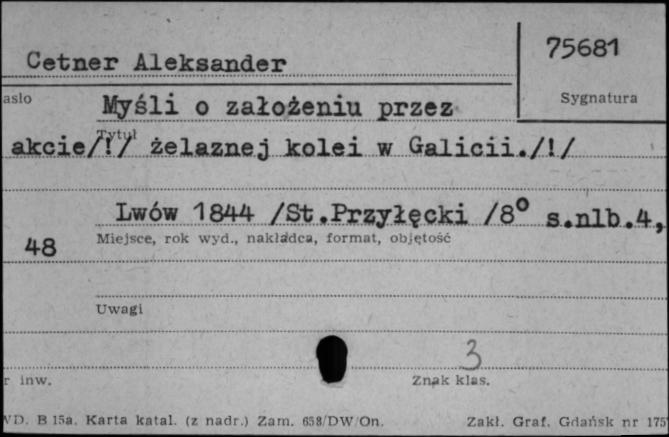 75681
Cetner Aleksander
asło
Sygnatura
Myśli o założeniu przez
Tytuł
akcie/!/ żelaznej kolei w Galicii./!/
Lwów 1844 /St.Przyłęcki /8° s.nlb.4,
Miejsce, rok wyd., nakładca, format, objętość
48
Uwagi
3
r inw.
Znak klas.
WD. B 15a. Karta katal. (z nadr.) Zam. 658/DW/On.
Zakł. Graf. Gdańsk nr 175